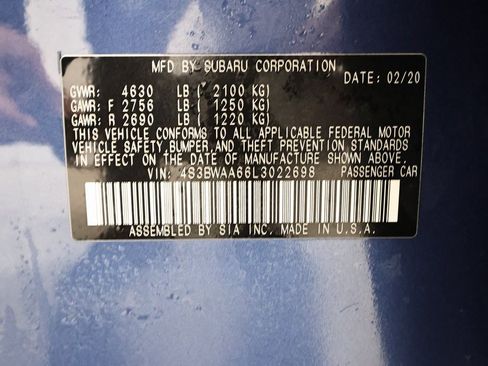 MFD BY SUBARU CORPORATION
DATE: 02/20
GVWR: 4630 LB ( 2100 KG)
GAWR: F 2756 LB ( 1250 KG)
GAWR: R 2690 LB ( 1220 KG)
THIS VEHICLE CONFORMS TO ALL APPLICABLE FEDERAL MOTOR
VEHICLE SAFETY,BUMPER,AND THEFT PREVENTION STANDARDS
IN EFFECT ON THE DATE OF MANUFACTURE SHOWN ABOVE.
VIN: 4S3BWAA66L3022698 PASSENGER CAR
ASSEMBLED BY SIA INC. MADE IN U.S.A.